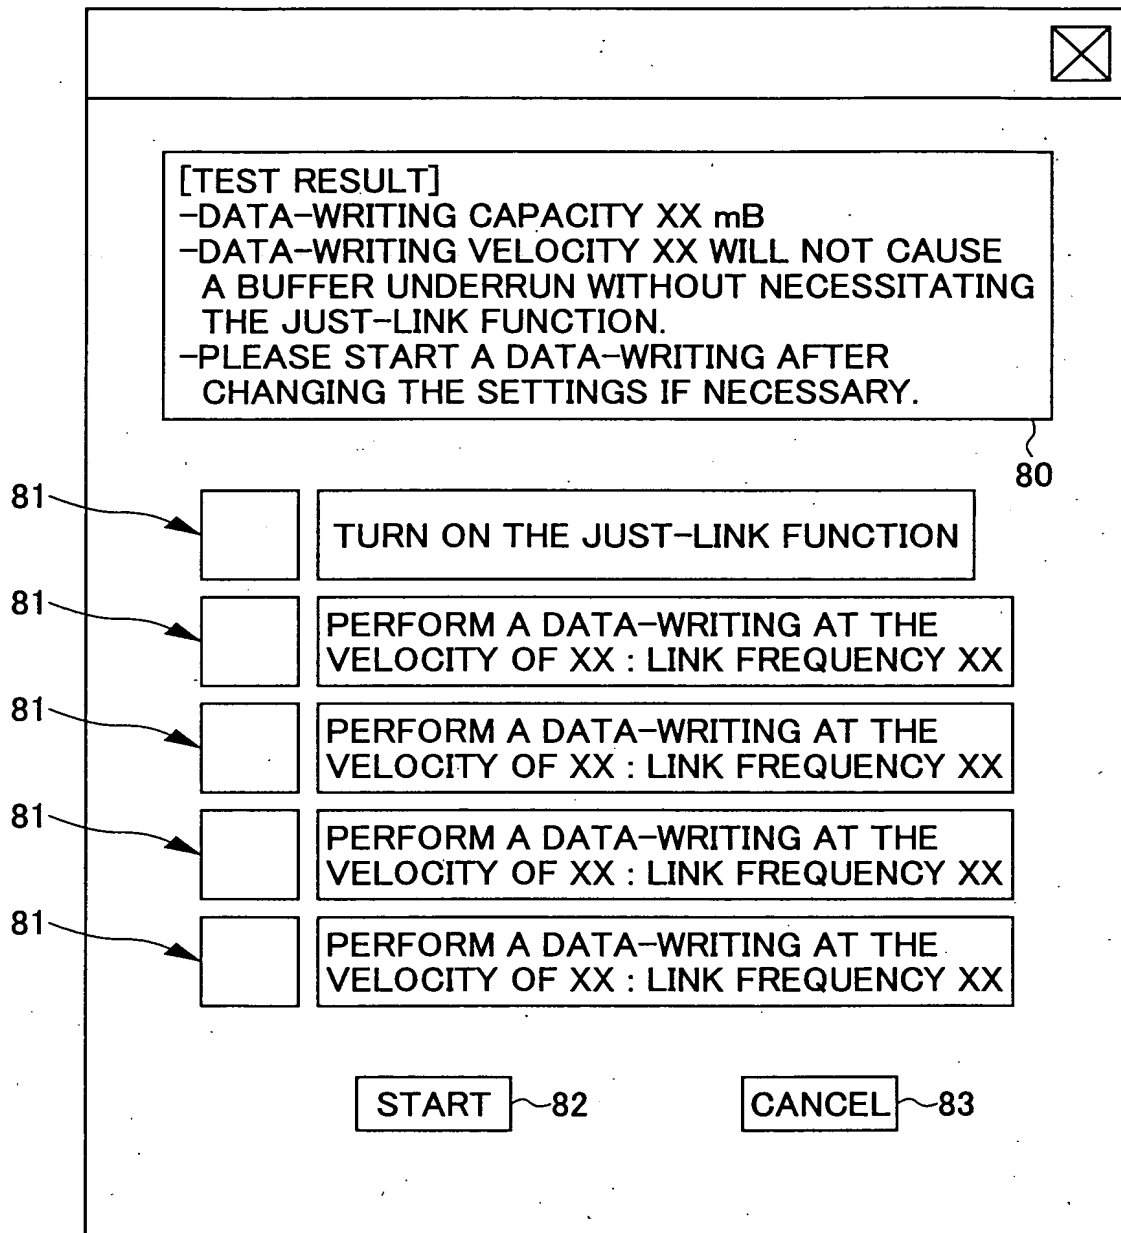 [TEST RESULT]
-DATA-WRITING CAPACITY XX mB
-DATA-WRITING VELOCITY XX WILL NOT CAUSE
A BUFFER UNDERRUN WITHOUT NECESSITATING
THE JUST-LINK FUNCTION.
-PLEASE START A DATA-WRITING AFTER
CHANGING THE SETTINGS IF NECESSARY.
80
81
TURN ON THE JUST-LINK FUNCTION
81
PERFORM A DATA-WRITING AT THE
VELOCITY OF XX : LINK FREQUENCY XX
81
PERFORM A DATA-WRITING AT THE
VELOCITY OF XX : LINK FREQUENCY XX
81
PERFORM A DATA-WRITING AT THE
VELOCITY OF XX : LINK FREQUENCY XX
81
PERFORM A DATA-WRITING AT THE
VELOCITY OF XX : LINK FREQUENCY XX
START 82 CANCEL 83